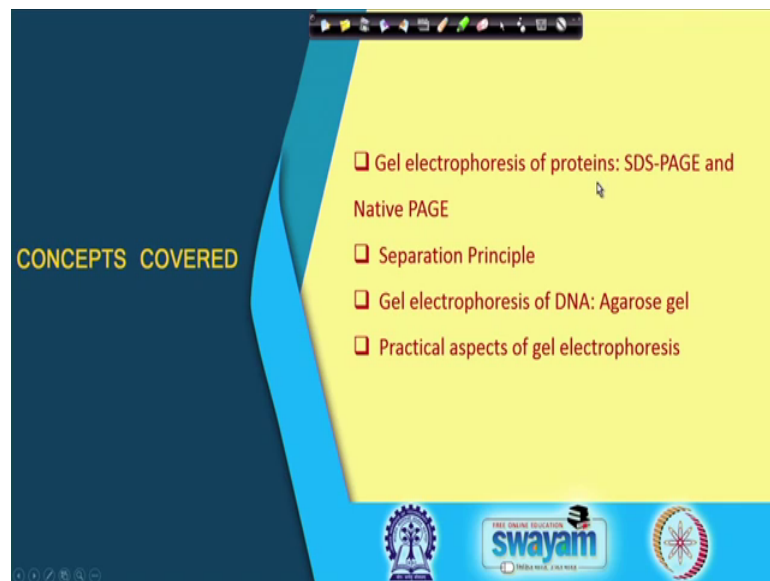 CONCEPTS COVERED
❑ Gel electrophoresis of proteins: SDS-PAGE and
Native PAGE
❑ Separation Principle
❑ Gel electrophoresis of DNA: Agarose gel
❑ Practical aspects of gel electrophoresis
FREE ONLINE EDUCATION
swayam